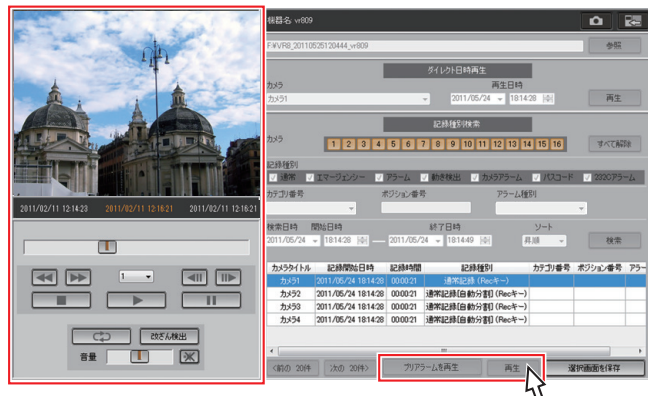 機器名 vr809
F:¥VR8_20110525120444_vr809
参照
ダイレクト日時再生
カメラ
再生日時
カメラ1
2011/05/24
18:14:28
再生
記録種別検索
カメラ
1 2 3 4 5 6 7 8 9 10 11 12 13 14 15 16
すべて解除
記録種別
通常 エマージェンシー アラーム 動き検出 カメラアラーム パスコード 232Cアラーム
カテゴリ番号 ポジション番号 アラーム種別
検索日時 開始日時 終了日時 ソート
2011/05/24 18:14:28 — 2011/05/24 18:14:49 昇順
検索
カメラタイトル 記録開始日時 記録時間 記録種別 カテゴリ番号 ポジション番号 アラー
カメラ1 2011/05/24 18:14:28 00:00:21 通常記録 (Recキー)
カメラ2 2011/05/24 18:14:28 00:00:21 通常記録[自動分割] (Recキー)
カメラ3 2011/05/24 18:14:28 00:00:21 通常記録[自動分割] (Recキー)
カメラ4 2011/05/24 18:14:28 00:00:21 通常記録[自動分割] (Recキー)
<前の 20件 次の 20件> プリアラームを再生 再生 選択画面を保存
2011/02/11 12:14:23 2011/02/11 12:16:21 2011/02/11 12:16:21
1
改ざん検出
音量